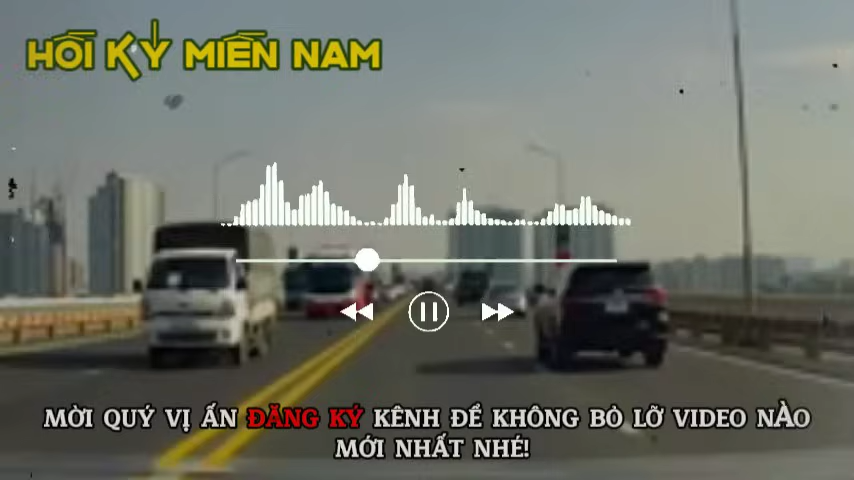 HỒI KÝ MIỀN NAM
MỜI QUÝ VỊ ẤN ĐĂNG KÝ KÊNH ĐỂ KHÔNG BỎ LỠ VIDEO NÀO
MỚI NHẤT NHÉ!